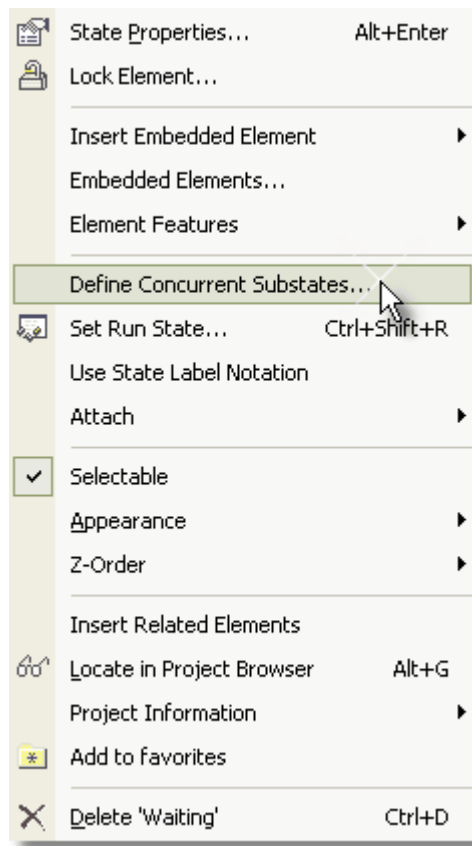 State Properties... Alt+Enter
Lock Element...
Insert Embedded Element
Embedded Elements...
Element Features
Define Concurrent Substates...
Set Run State... Ctrl+Shift+R
Use State Label Notation
Attach
Selectable
Appearance
Z-Order
Insert Related Elements
Locate in Project Browser Alt+G
Project Information
Add to favorites
Delete 'Waiting' Ctrl+D